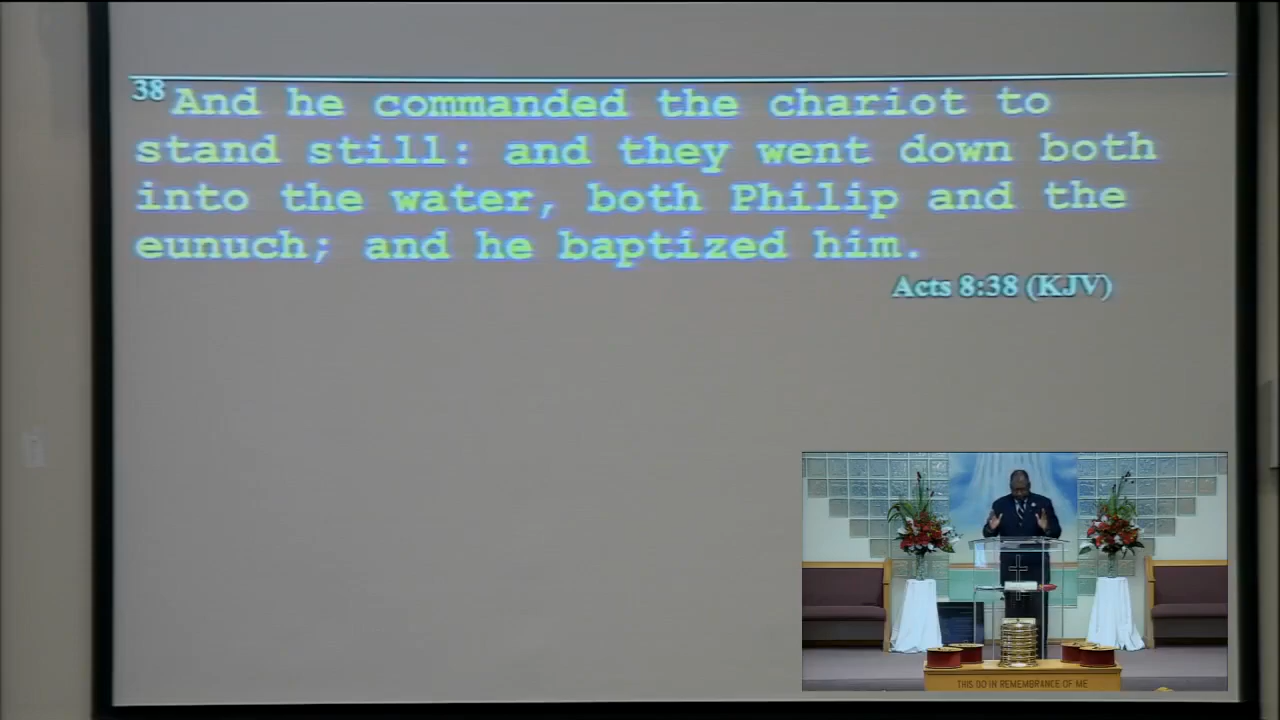 38 And he commanded the chariot to
stand still: and they went down both
into the water, both Philip and the
eunuch; and he baptized him.
Acts 8:38 (KJV)
THIS DO IN REMEMBRANCE OF ME